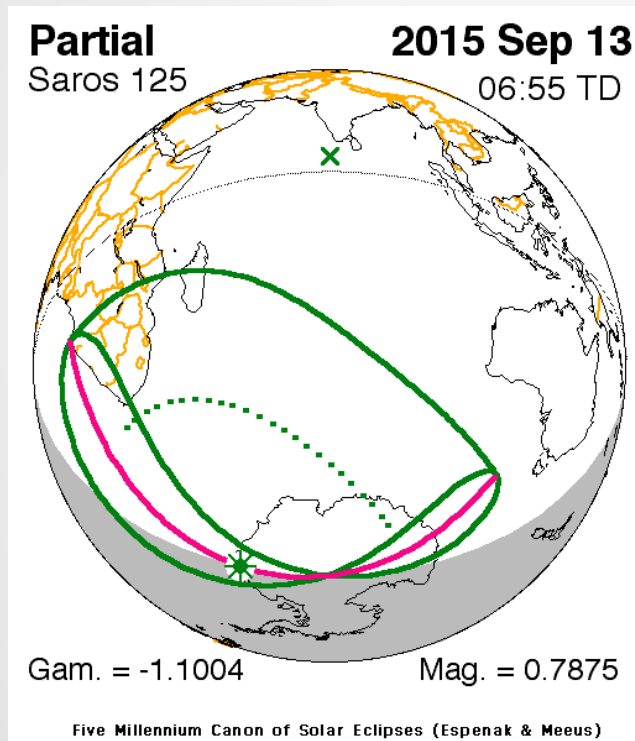 Partial 2015 Sep 13
Saros 125 06:55 TD
Gam. = -1.1004 Mag. = 0.7875
Five Millennium Canon of Solar Eclipses (Espenak & Meeus)